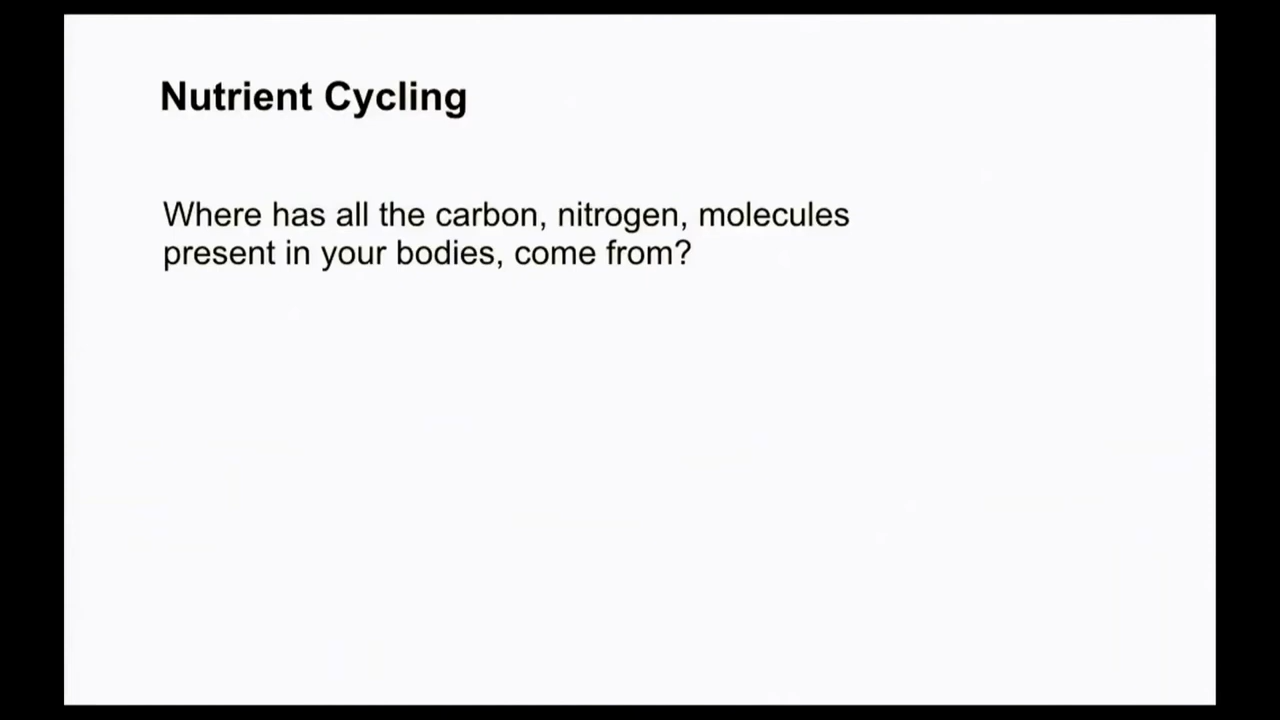 Nutrient Cycling
Where has all the carbon, nitrogen, molecules
present in your bodies, come from?